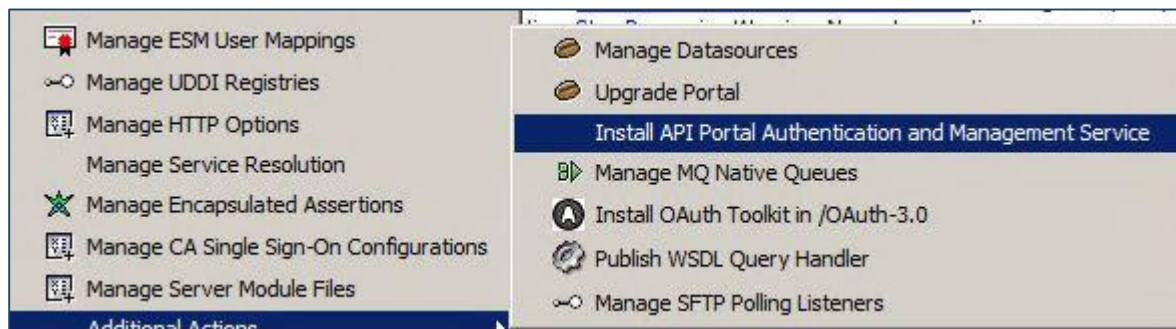 Manage ESM User Mappings
Manage UDDI Registries
Manage HTTP Options
Manage Service Resolution
Manage Encapsulated Assertions
Manage CA Single Sign-On Configurations
Manage Server Module Files
Additional Actions
Manage Datasources
Upgrade Portal
Install API Portal Authentication and Management Service
Manage MQ Native Queues
Install OAuth Toolkit in /OAuth-3.0
Publish WSDL Query Handler
Manage SFTP Polling Listeners